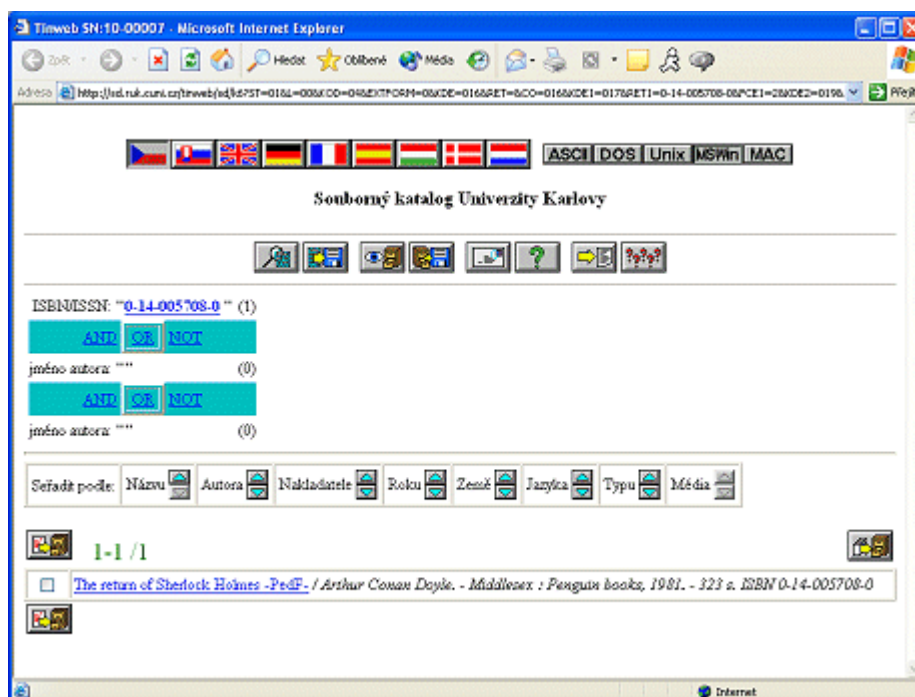 Tinweb SN:10-00007 - Microsoft Internet Explorer
Zpět Hledat Oblíbené Média
Adresa Přejít
ASCII DOS Unix MSWin MAC
Souborný katalog Univerzity Karlovy
ISBN/ISSN: "0-14-005708-0 " (1)
AND OR NOT
jméno autora: "" (0)
AND OR NOT
jméno autora: "" (0)
Seřadit podle: Názvu Autora Nakladatele Roku Země Jazyka Typu Média
1-1 /1
The return of Sherlock Holmes -PedF- / Arthur Conan Doyle. - Middlesex : Penguin books, 1981. - 323 s. ISBN 0-14-005708-0
Internet